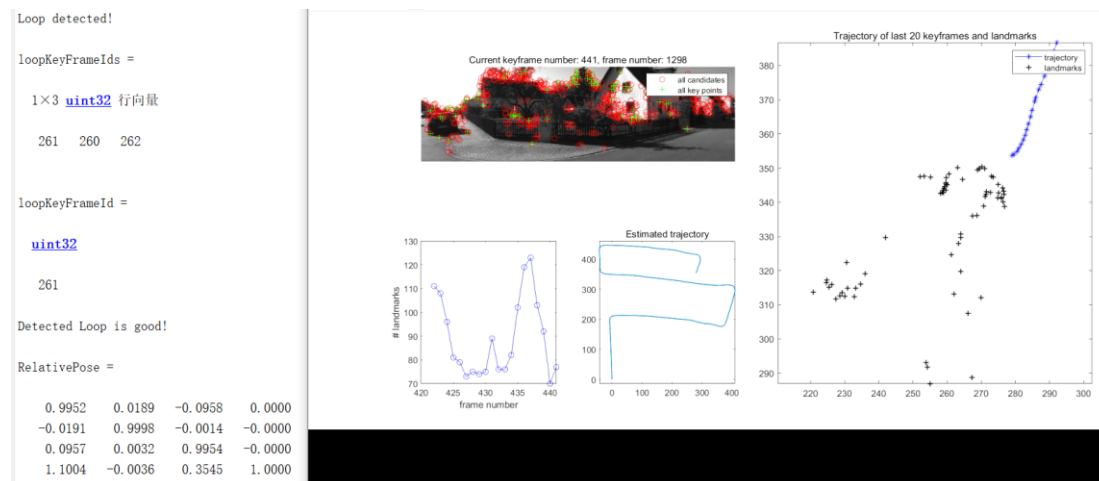 Loop detected!
loopKeyFrameIds =
1×3 uint32 行向量
261 260 262
loopKeyFrameId =
uint32
261
Detected Loop is good!
RelativePose =
0.9952 0.0189 -0.0958 0.0000
-0.0191 0.9998 -0.0014 -0.0000
0.0957 0.0032 0.9954 -0.0000
1.1004 -0.0036 0.3545 1.0000
Current keyframe number: 441, frame number: 1298
all candidates
all key points
# landmarks
130
120
110
100
90
80
70
420 425 430 435 440
frame number
Estimated trajectory
400
300
200
100
0
0 100 200 300 400
Trajectory of last 20 keyframes and landmarks
trajectory
landmarks
380
370
360
350
340
330
320
310
300
290
220 230 240 250 260 270 280 290 300